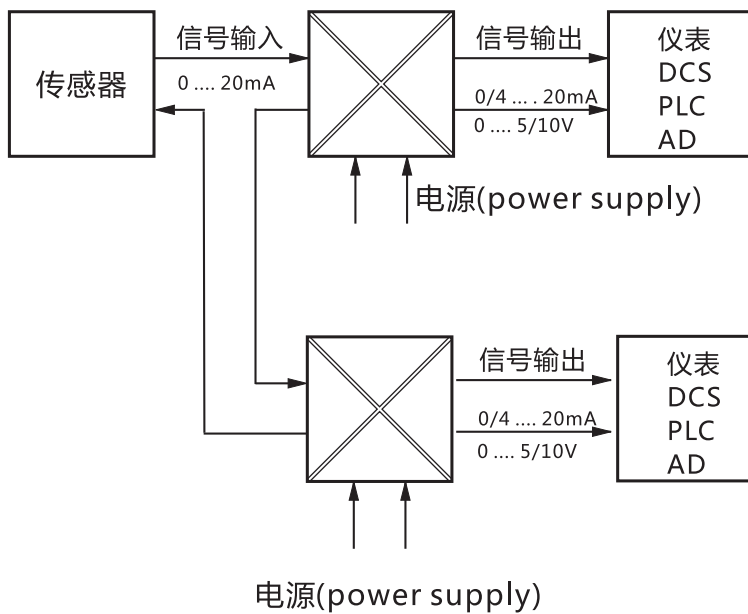 传感器
信号输入
0 .... 20mA
信号输出
0/4 ... . 20mA
0 .... 5/10V
仪表
DCS
PLC
AD
电源(power supply)
信号输出
0/4 .... 20mA
0 .... 5/10V
仪表
DCS
PLC
AD
电源(power supply)